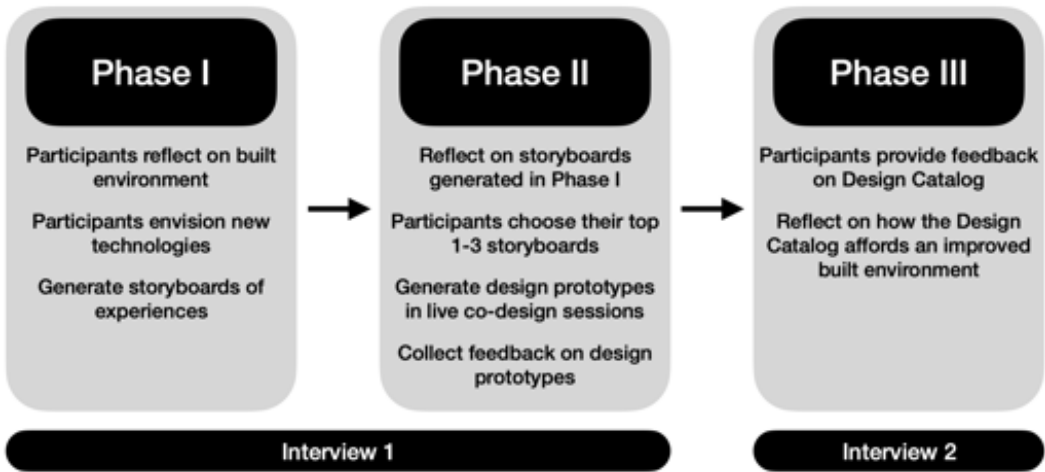 Phase I
Participants reflect on built
environment
Participants envision new
technologies
Generate storyboards of
experiences
Phase II
Reflect on storyboards
generated in Phase I
Participants choose their top
1-3 storyboards
Generate design prototypes
in live co-design sessions
Collect feedback on design
prototypes
Phase III
Participants provide feedback
on Design Catalog
Reflect on how the Design
Catalog affords an improved
built environment
Interview 1
Interview 2